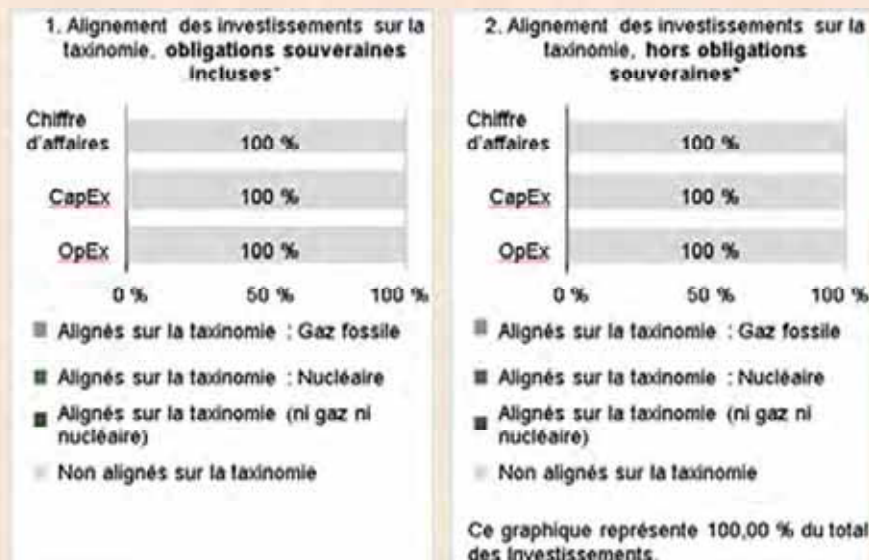 1. Alignement des investissements sur la
taxinomie, obligations souveraines
incluses*
Chiffre
d'affaires
100 %
CapEx
100 %
OpEx
100 %
0 %
50 %
100 %
Alignés sur la taxinomie : Gaz fossile
Alignés sur la taxinomie : Nucléaire
Alignés sur la taxinomie (ni gaz ni
nucléaire)
Non alignés sur la taxinomie
2. Alignement des investissements sur la
taxinomie, hors obligations
souveraines*
Chiffre
d'affaires
100 %
CapEx
100 %
OpEx
100 %
0 %
50 %
100 %
Alignés sur la taxinomie : Gaz fossile
Alignés sur la taxinomie : Nucléaire
Alignés sur la taxinomie (ni gaz ni
nucléaire)
Non alignés sur la taxinomie
Ce graphique représente 100,00 % du total
des Investissements.